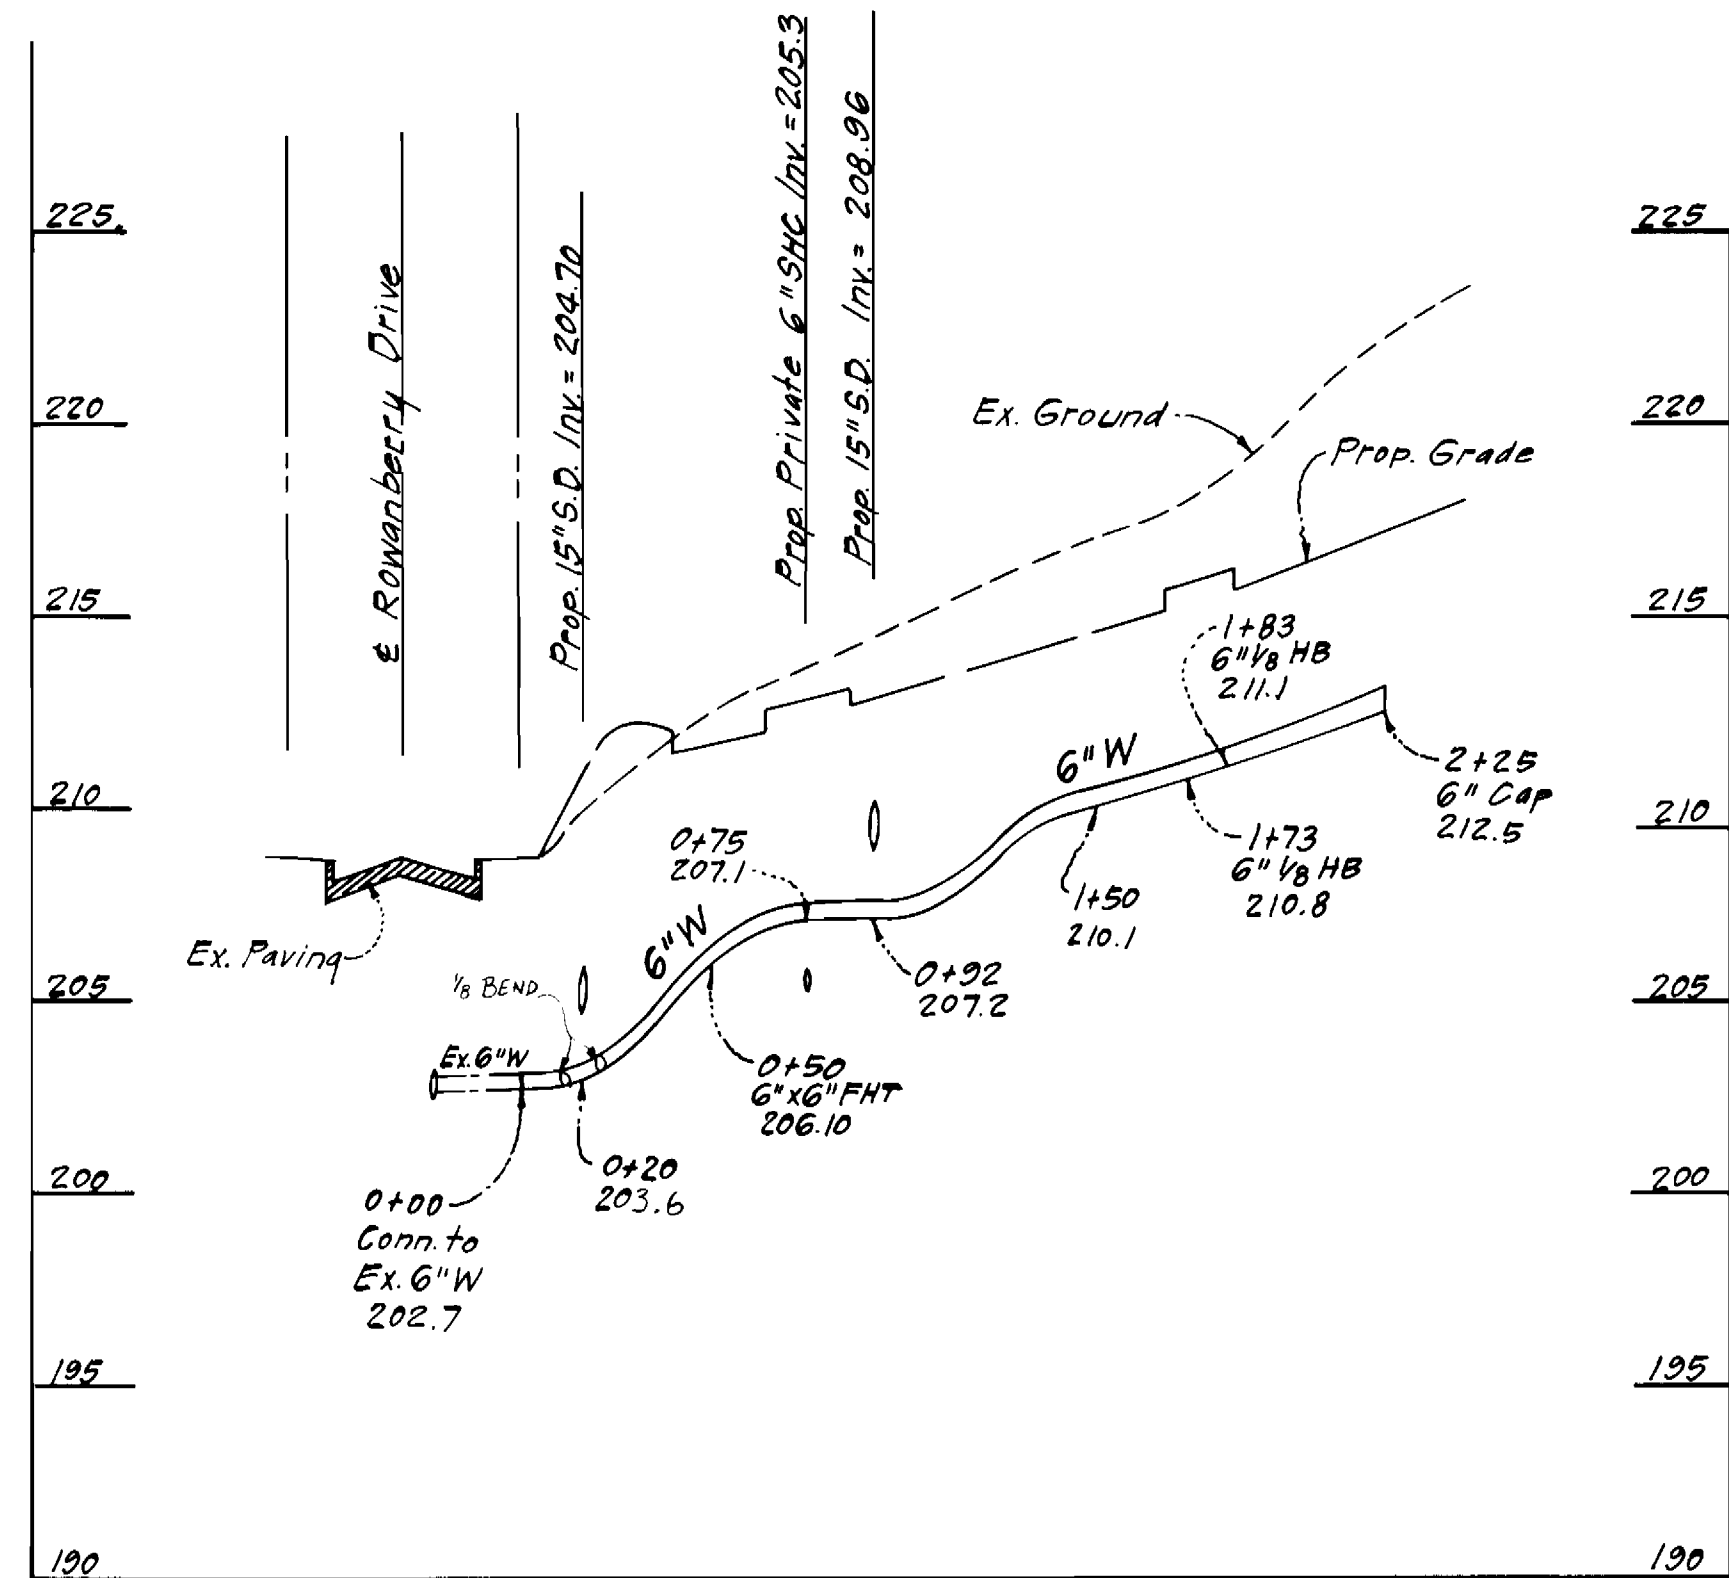 Prop. Private 6" SHC Inv. = 205.3
Prop. 15" S.D. Inv. = 208.96
225
225
Rowanberry Drive
Prop. 15" S.D. Inv. = 204.70
220
Ex. Ground
220
Prop. Grade
215
215
1+83
6" 1/8 HB
211.1
6" W
2+25
6" Cap
212.5
210
210
0+75
207.1
1+73
6" 1/8 HB
210.8
1+50
210.1
Ex. Paving
6" W
205
1/8 BEND
0+92
207.2
205
Ex. 6" W
0+50
6" x 6" FHT
206.10
0+20
203.6
200
200
0+00
Conn. to
Ex. 6" W
202.7
195
195
190
190